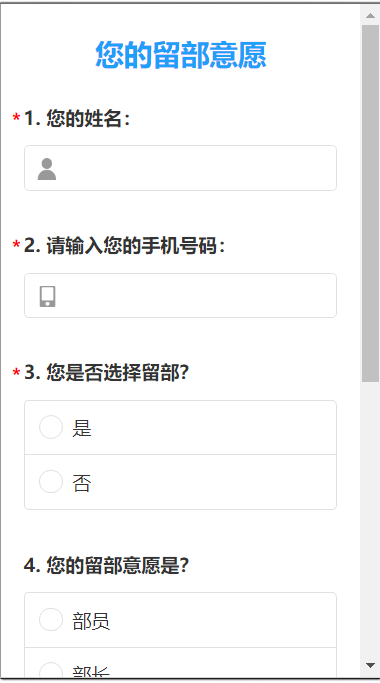 您的留部意愿
* 1. 您的姓名：
* 2. 请输入您的手机号码：
* 3. 您是否选择留部？
是
否
4. 您的留部意愿是？
部员
部长